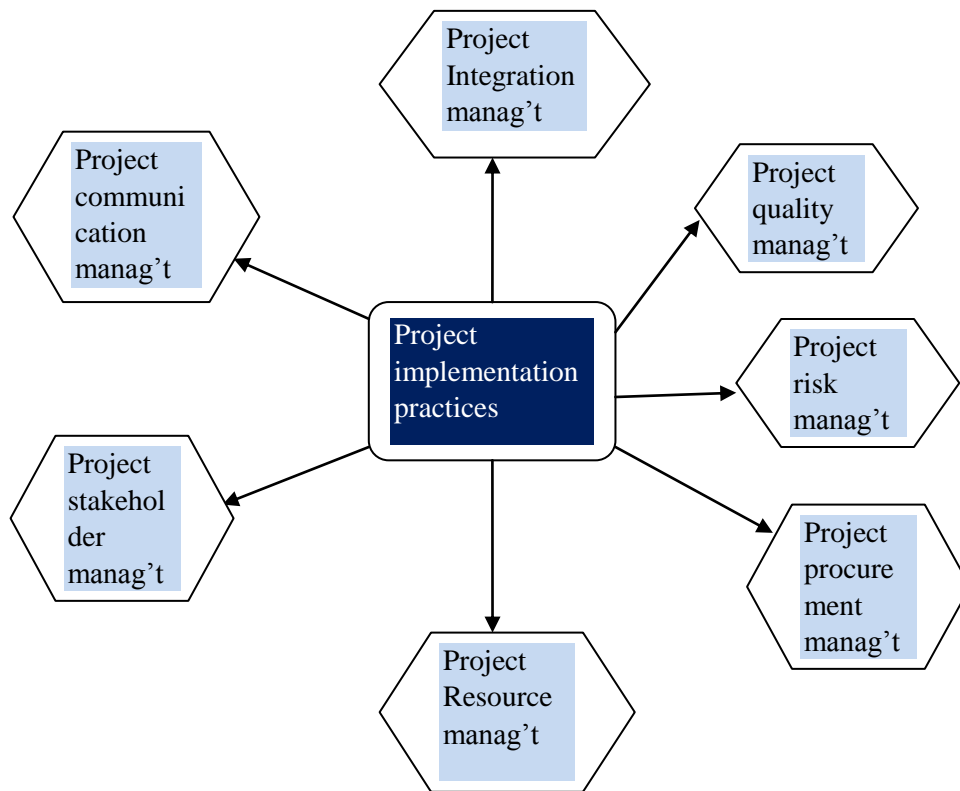 Project
Integration
manag’t
Project
communi
cation
manag’t
Project
quality
manag’t
Project
implementation
practices
Project
risk
manag’t
Project
stakehol
der
manag’t
Project
procure
ment
manag’t
Project
Resource
manag’t